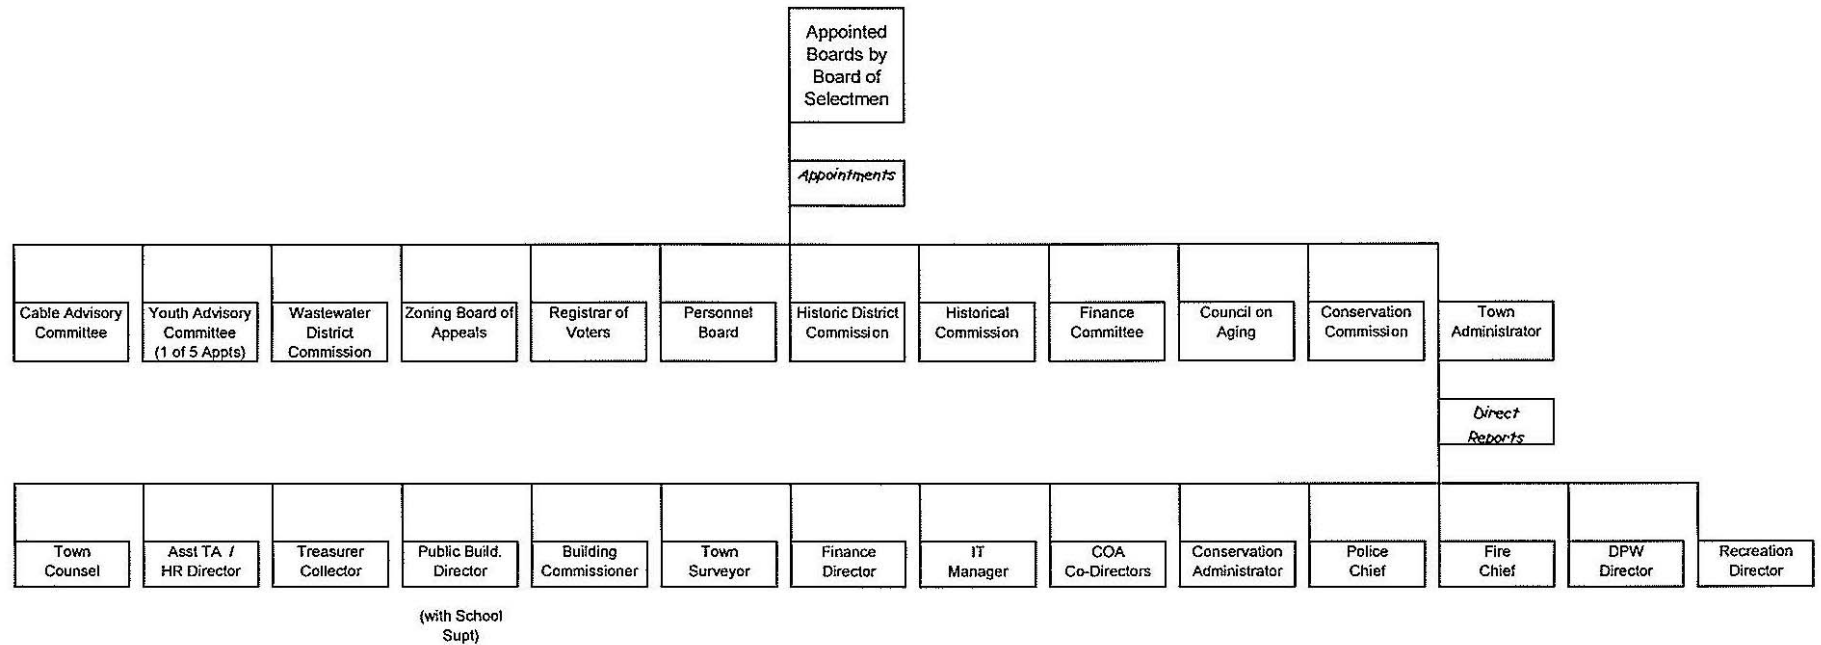 Appointed
Boards by
Board of
Selectmen
Appointments
Cable Advisory
Committee
Youth Advisory
Committee
(1 of 5 Appts)
Wastewater
District
Commission
Zoning Board of
Appeals
Registrar of
Voters
Personnel
Board
Historic District
Commission
Historical
Commission
Finance
Committee
Council on
Aging
Conservation
Commission
Town
Administrator
Direct
Reports
Town
Counsel
Asst TA /
HR Director
Treasurer
Collector
Public Build.
Director
(with School
Supt)
Building
Commissioner
Town
Surveyor
Finance
Director
IT
Manager
COA
Co-Directors
Conservation
Administrator
Police
Chief
Fire
Chief
DPW
Director
Recreation
Director